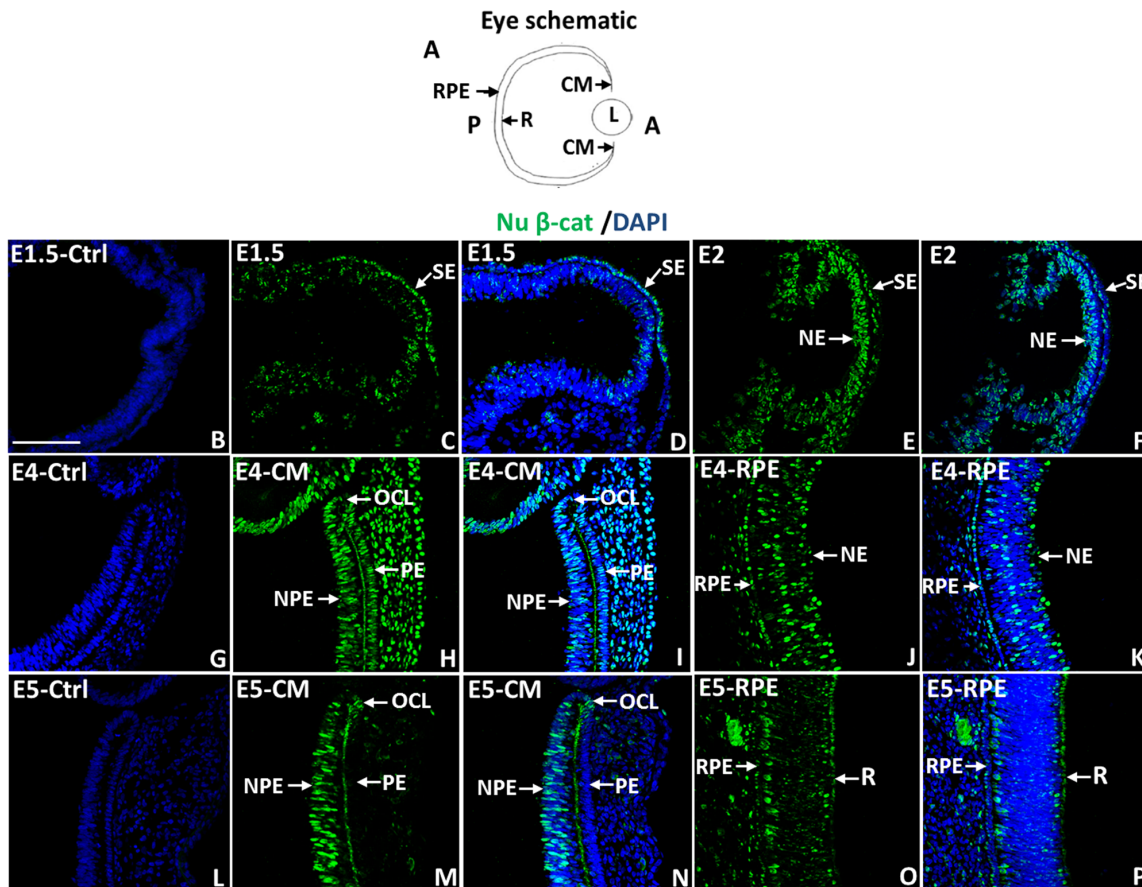 Eye schematic
A
RPE
CM
P
R
L
A
CM
Nu β-cat /DAPI
E1.5-Ctrl
B
E1.5
SE
C
E1.5
SE
D
E2
SE
NE
E
E2
SE
NE
F
E4-Ctrl
G
E4-CM
OCL
PE
NPE
H
E4-CM
OCL
PE
NPE
I
E4-RPE
NE
RPE
J
E4-RPE
NE
RPE
K
E5-Ctrl
L
E5-CM
OCL
NPE
PE
M
E5-CM
OCL
NPE
PE
N
E5-RPE
RPE
R
O
E5-RPE
RPE
R
P